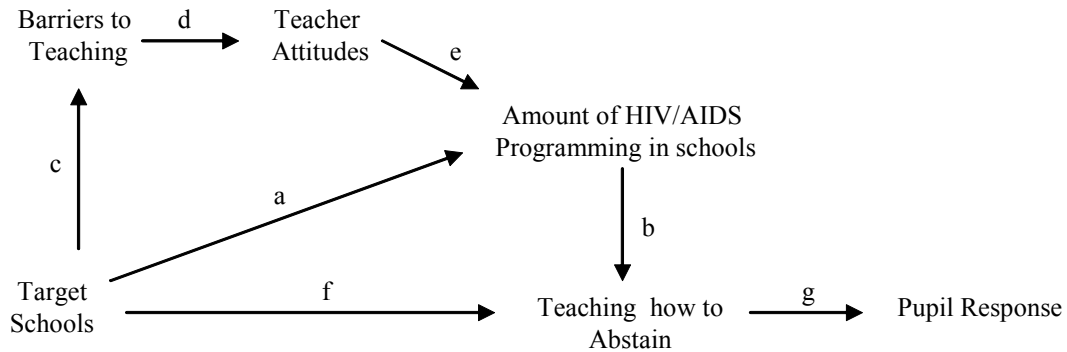 Barriers to
Teaching
d
Teacher
Attitudes
e
Amount of HIV/AIDS
Programming in schools
c
a
b
Target
Schools
f
Teaching how to
Abstain
g
Pupil Response